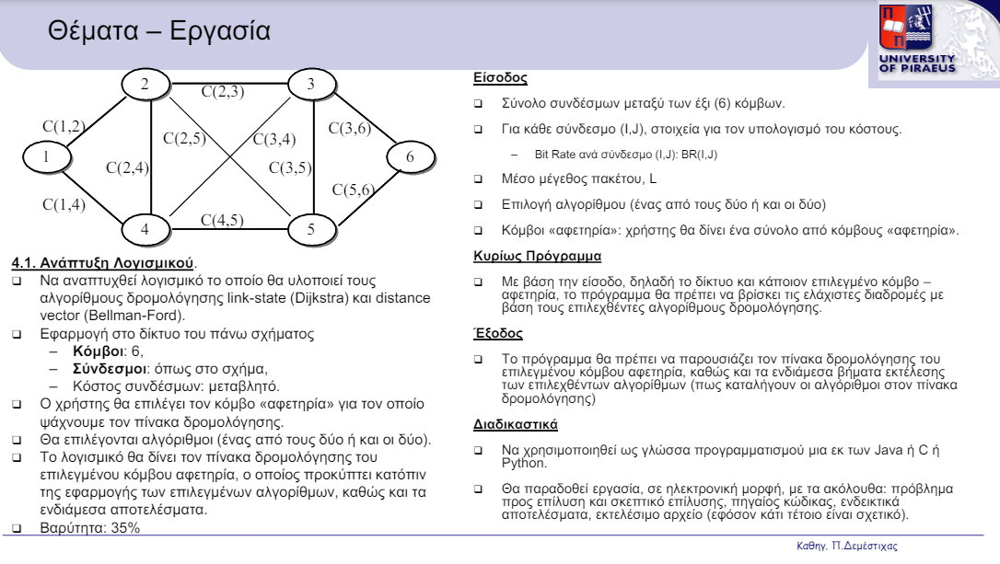 Θέματα – Εργασία
UNIVERSITY
OF PIRAEUS
2
3
C(2,3)
C(1,2)
C(2,5)
C(3,4)
C(3,6)
1
6
C(2,4)
C(3,5)
C(5,6)
C(1,4)
C(4,5)
4
5
4.1. Ανάπτυξη Λογισμικού.
❑ Να αναπτυχθεί λογισμικό το οποίο θα υλοποιεί τους
αλγορίθμους δρομολόγησης link-state (Dijkstra) και distance
vector (Bellman-Ford).
❑ Εφαρμογή στο δίκτυο του πάνω σχήματος
– Κόμβοι: 6,
– Σύνδεσμοι: όπως στο σχήμα,
– Κόστος συνδέσμων: μεταβλητό.
❑ Ο χρήστης θα επιλέγει τον κόμβο «αφετηρία» για τον οποίο
ψάχνουμε τον πίνακα δρομολόγησης.
❑ Θα επιλέγονται αλγόριθμοι (ένας από τους δύο ή και οι δύο).
❑ Το λογισμικό θα δίνει τον πίνακα δρομολόγησης του
επιλεγμένου κόμβου αφετηρία, ο οποίος προκύπτει κατόπιν
της εφαρμογής των επιλεγμένων αλγορίθμων, καθώς και τα
ενδιάμεσα αποτελέσματα.
❑ Βαρύτητα: 35%
Είσοδος
❑ Σύνολο συνδέσμων μεταξύ των έξι (6) κόμβων.
❑ Για κάθε σύνδεσμο (I,J), στοιχεία για τον υπολογισμό του κόστους.
– Bit Rate ανά σύνδεσμο (I,J): BR(I,J)
❑ Μέσο μέγεθος πακέτου, L
❑ Επιλογή αλγορίθμου (ένας από τους δύο ή και οι δύο)
❑ Κόμβοι «αφετηρία»: χρήστης θα δίνει ένα σύνολο από κόμβους «αφετηρία».
Κυρίως Πρόγραμμα
❑ Με βάση την είσοδο, δηλαδή το δίκτυο και κάποιον επιλεγμένο κόμβο –
αφετηρία, το πρόγραμμα θα πρέπει να βρίσκει τις ελάχιστες διαδρομές με
βάση τους επιλεχθέντες αλγορίθμους δρομολόγησης.
Έξοδος
❑ Το πρόγραμμα θα πρέπει να παρουσιάζει τον πίνακα δρομολόγησης του
επιλεγμένου κόμβου αφετηρία, καθώς και τα ενδιάμεσα βήματα εκτέλεσης
των επιλεχθέντων αλγορίθμων (πως καταλήγουν οι αλγόριθμοι στον πίνακα
δρομολόγησης)
Διαδικαστικά
❑ Να χρησιμοποιηθεί ως γλώσσα προγραμματισμού μια εκ των Java ή C ή
Python.
❑ Θα παραδοθεί εργασία, σε ηλεκτρονική μορφή, με τα ακόλουθα: πρόβλημα
προς επίλυση και σκεπτικό επίλυσης, πηγαίος κώδικας, ενδεικτικά
αποτελέσματα, εκτελέσιμο αρχείο (εφόσον κάτι τέτοιο είναι σχετικό).
Καθηγ. Π.Δεμέστιχας